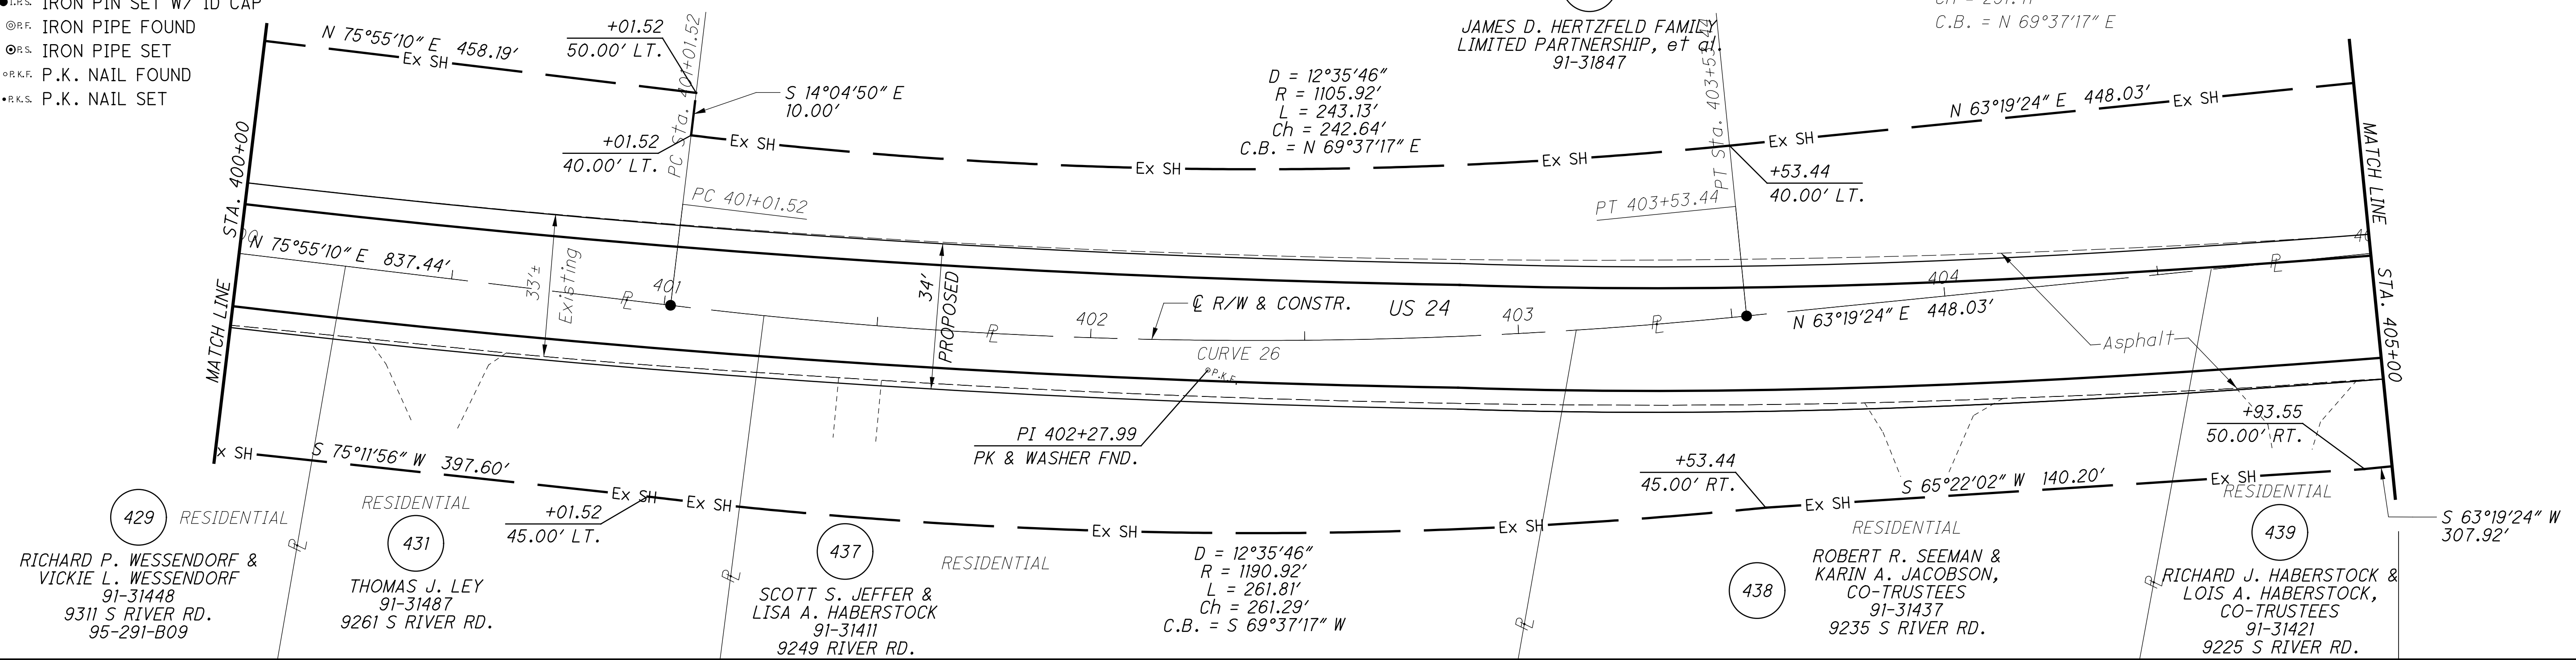 I.P.S. IRON PIN SET W/ ID CAP
P.F. IRON PIPE FOUND
P.S. IRON PIPE SET
P.K.F. P.K. NAIL FOUND
P.K.S. P.K. NAIL SET
N 75°55'10" E 458.19'
Ex SH
+01.52
50.00' LT.
PC Sta. 401+01.52
S 14°04'50" E
10.00'
+01.52
40.00' LT.
Ex SH
PC 401+01.52
D = 12°35'46"
R = 1105.92'
L = 243.13'
Ch = 242.64'
C.B. = N 69°37'17" E
Ex SH
JAMES D. HERTZFELD FAMILY
LIMITED PARTNERSHIP, et al.
91-31847
C.B. = N 69°37'17" E
PT Sta. 403+53.44
Ex SH
Ex SH
N 63°19'24" E 448.03'
Ex SH
+53.44
40.00' LT.
PT 403+53.44
MATCH LINE STA. 400+00
MATCH LINE STA. 405+00
N 75°55'10" E 837.44'
33'±
Existing
PL
401
34'
PROPOSED
PL
402
CL R/W & CONSTR.
US 24
CURVE 26
403
PL
404
N 63°19'24" E 448.03'
PL
Asphalt
P.K.F.
PI 402+27.99
PK & WASHER FND.
x SH
S 75°11'56" W 397.60'
Ex SH
Ex SH
+01.52
45.00' LT.
Ex SH
Ex SH
+53.44
45.00' RT.
Ex SH
S 65°22'02" W 140.20'
Ex SH
+93.55
50.00' RT.
S 63°19'24" W
307.92'
429
RESIDENTIAL
RICHARD P. WESSENDORF &
VICKIE L. WESSENDORF
91-31448
9311 S RIVER RD.
95-291-B09
PL
RESIDENTIAL
431
THOMAS J. LEY
91-31487
9261 S RIVER RD.
PL
437
RESIDENTIAL
SCOTT S. JEFFER &
LISA A. HABERSTOCK
91-31411
9249 RIVER RD.
D = 12°35'46"
R = 1190.92'
L = 261.81'
Ch = 261.29'
C.B. = S 69°37'17" W
PL
438
RESIDENTIAL
ROBERT R. SEEMAN &
KARIN A. JACOBSON,
CO-TRUSTEES
91-31437
9235 S RIVER RD.
PL
RESIDENTIAL
439
RICHARD J. HABERSTOCK &
LOIS A. HABERSTOCK,
CO-TRUSTEES
91-31421
9225 S RIVER RD.